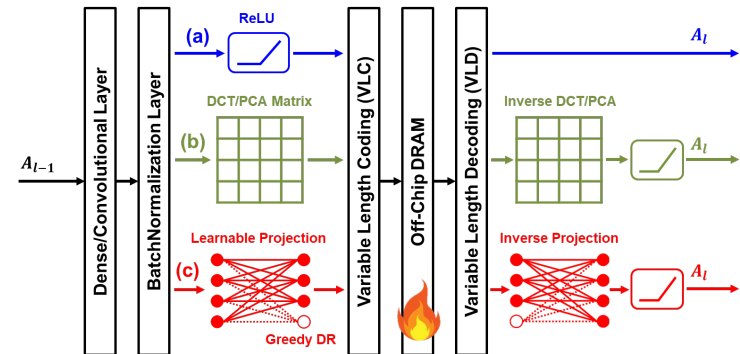 A_{l-1}
Dense/Convolutional Layer
BatchNormalization Layer
(a)
ReLU
(b)
DCT/PCA Matrix
(c)
Learnable Projection
Greedy DR
Variable Length Coding (VLC)
Off-Chip DRAM
Variable Length Decoding (VLD)
A_l
Inverse DCT/PCA
A_l
Inverse Projection
A_l